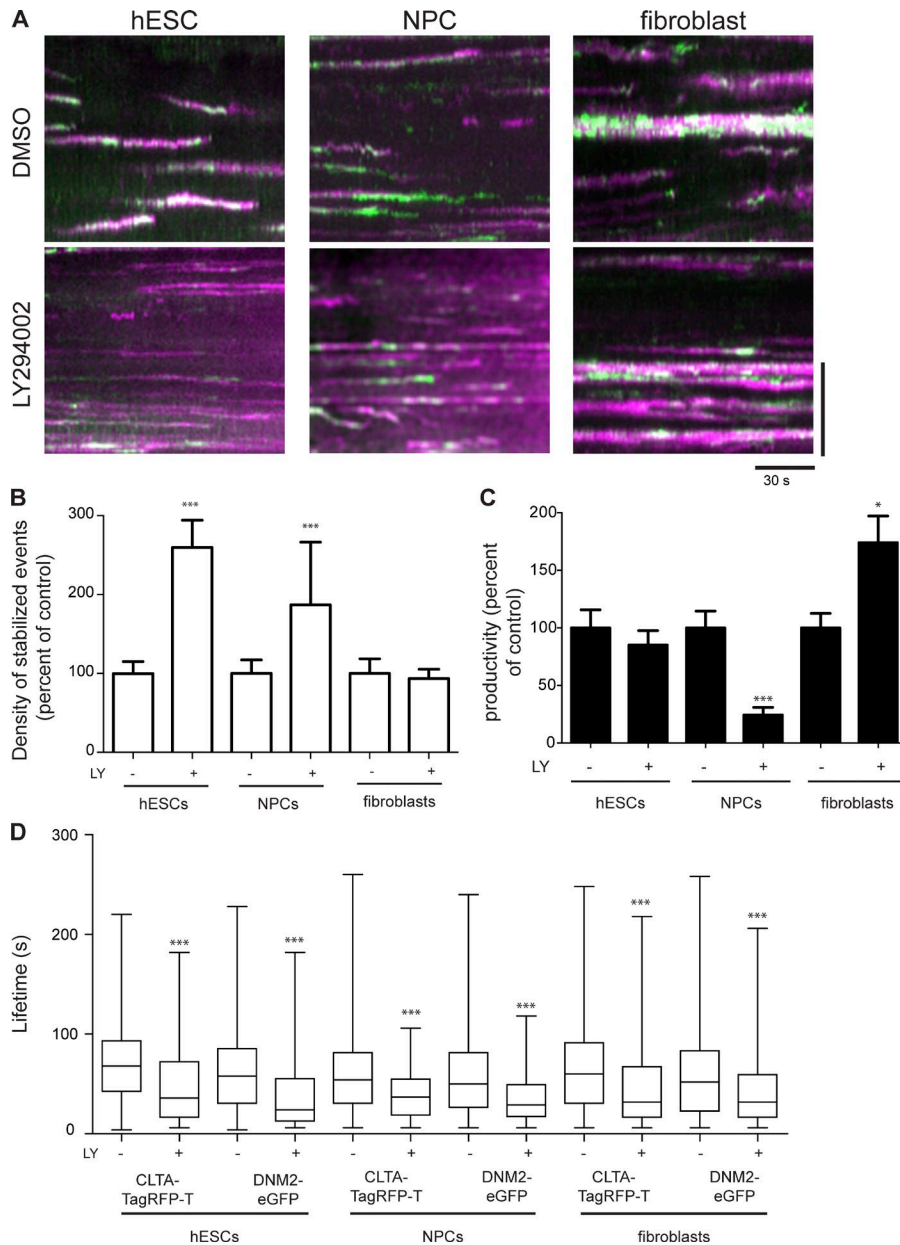 A
hESC NPC fibroblast
DMSO
LY294002
30 s
B
Density of stabilized events
(percent of control)
300
200
100
0
*** ***
LY - + - + - +
hESCs NPCs fibroblasts
C
productivity (percent
of control)
200
150
100
50
0
*** *
LY - + - + - +
hESCs NPCs fibroblasts
D
Lifetime (s)
300
200
100
0
*** *** *** *** *** ***
LY - + - + - + - + - + - +
CLTA- DNM2- CLTA- DNM2- CLTA- DNM2-
TagRFP-T eGFP TagRFP-T eGFP TagRFP-T eGFP
hESCs NPCs fibroblasts